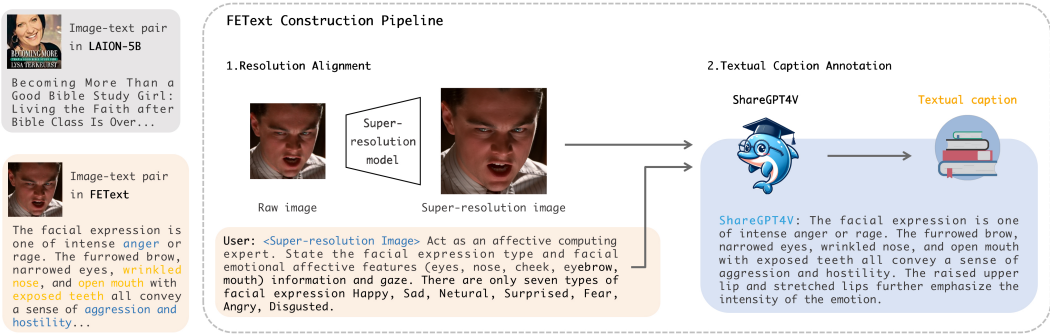 Image-text pair
in LAION-5B
BECOMING MORE
LYSA TERKEURST
Becoming More Than a
Good Bible Study Girl:
Living the Faith after
Bible Class Is Over...
Image-text pair
in FEText
The facial expression is
one of intense anger or
rage. The furrowed brow,
narrowed eyes, wrinkled
nose, and open mouth with
exposed teeth all convey
a sense of aggression and
hostility...
FEText Construction Pipeline
1.Resolution Alignment
Super-
resolution
model
Raw image
Super-resolution image
User: <Super-resolution Image> Act as an affective computing
expert. State the facial expression type and facial
emotional affective features (eyes, nose, cheek, eyebrow,
mouth) information and gaze. There are only seven types of
facial expression Happy, Sad, Netural, Surprised, Fear,
Angry, Disgusted.
2.Textual Caption Annotation
ShareGPT4V
Textual caption
ShareGPT4V: The facial expression is one
of intense anger or rage. The furrowed brow,
narrowed eyes, wrinkled nose, and open mouth
with exposed teeth all convey a sense of
aggression and hostility. The raised upper
lip and stretched lips further emphasize the
intensity of the emotion.